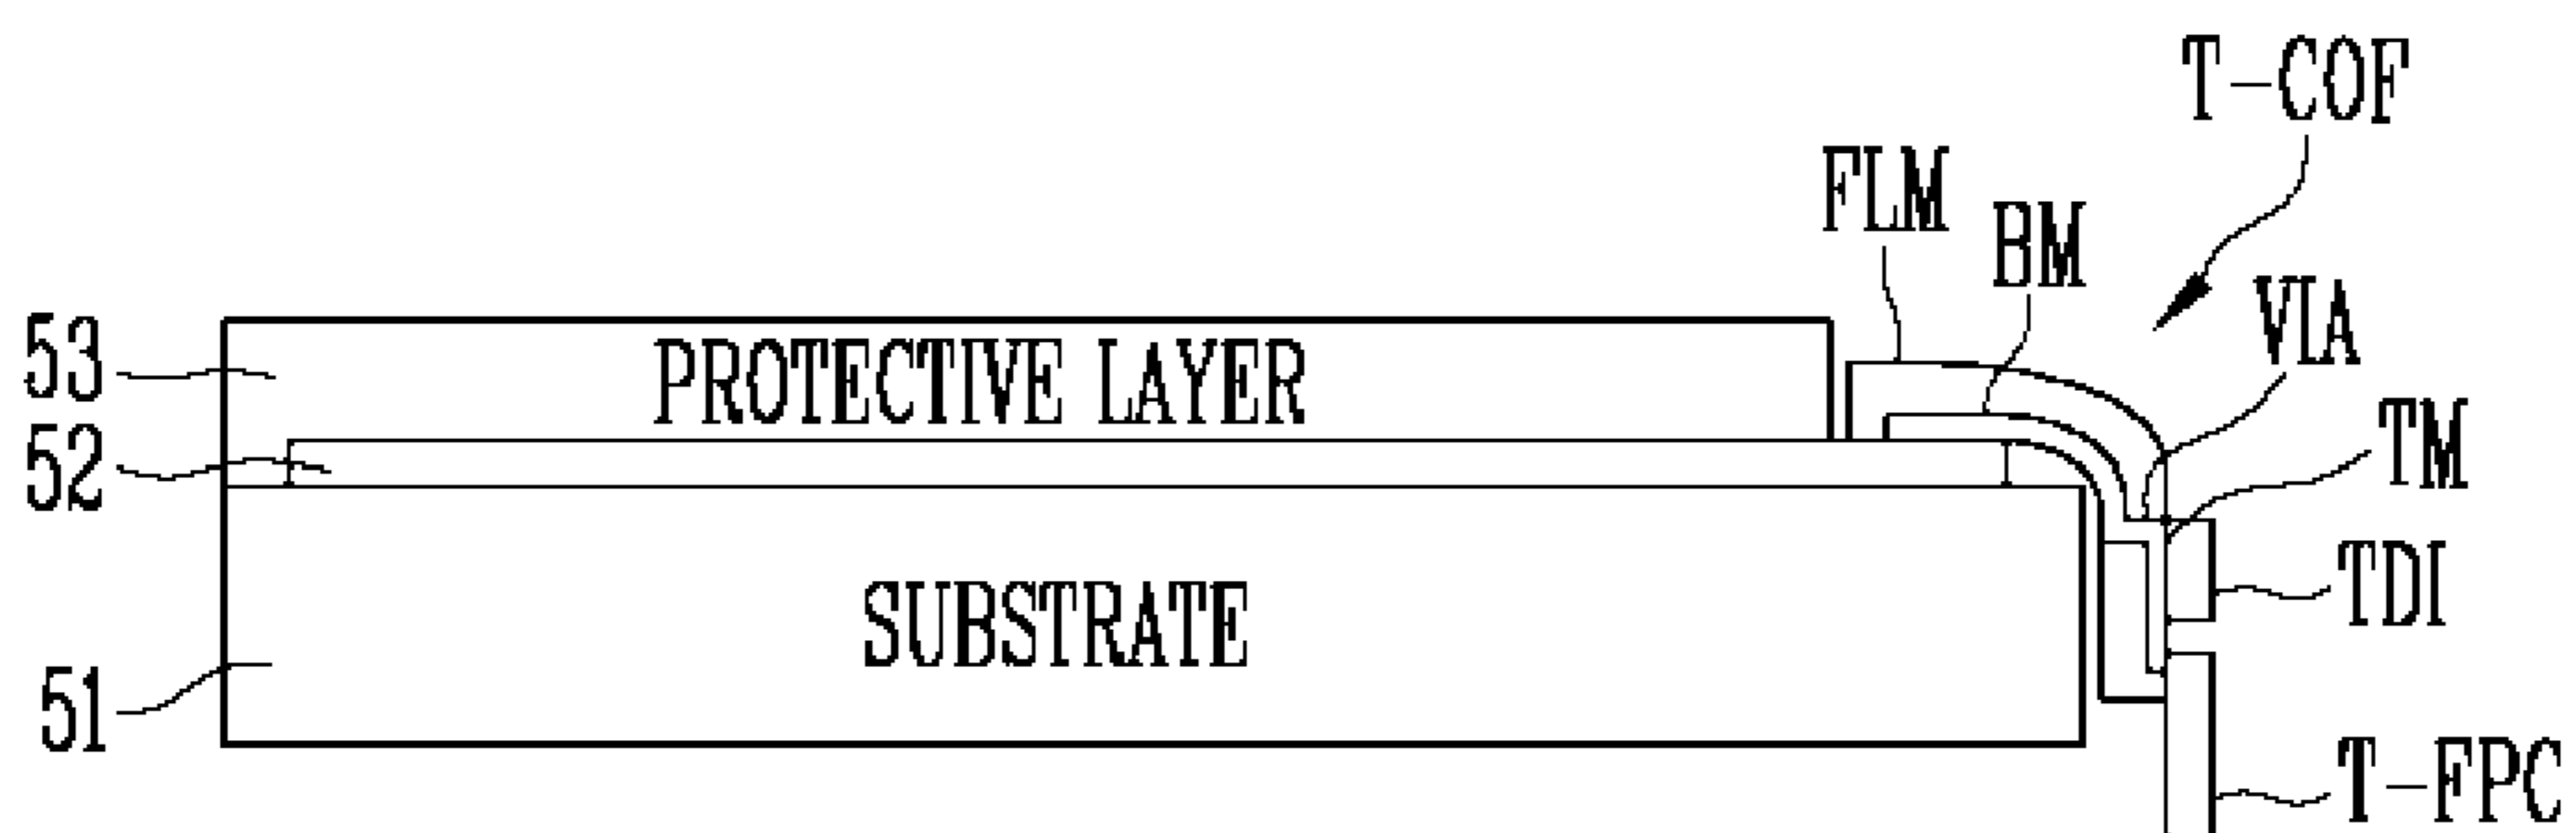 T-COF
FLM
BM
VIA
53
PROTECTIVE LAYER
TM
52
TDI
SUBSTRATE
51
T-FPC